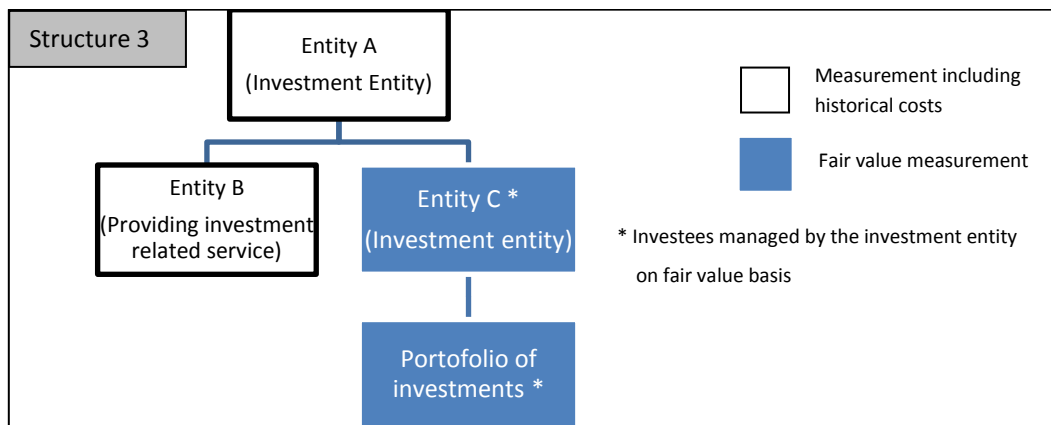 Structure 3
Entity A
(Investment Entity)
Measurement including
historical costs
Fair value measurement
Entity B
(Providing investment
related service)
Entity C *
(Investment entity)
* Investees managed by the investment entity
on fair value basis
Portofolio of
investments *